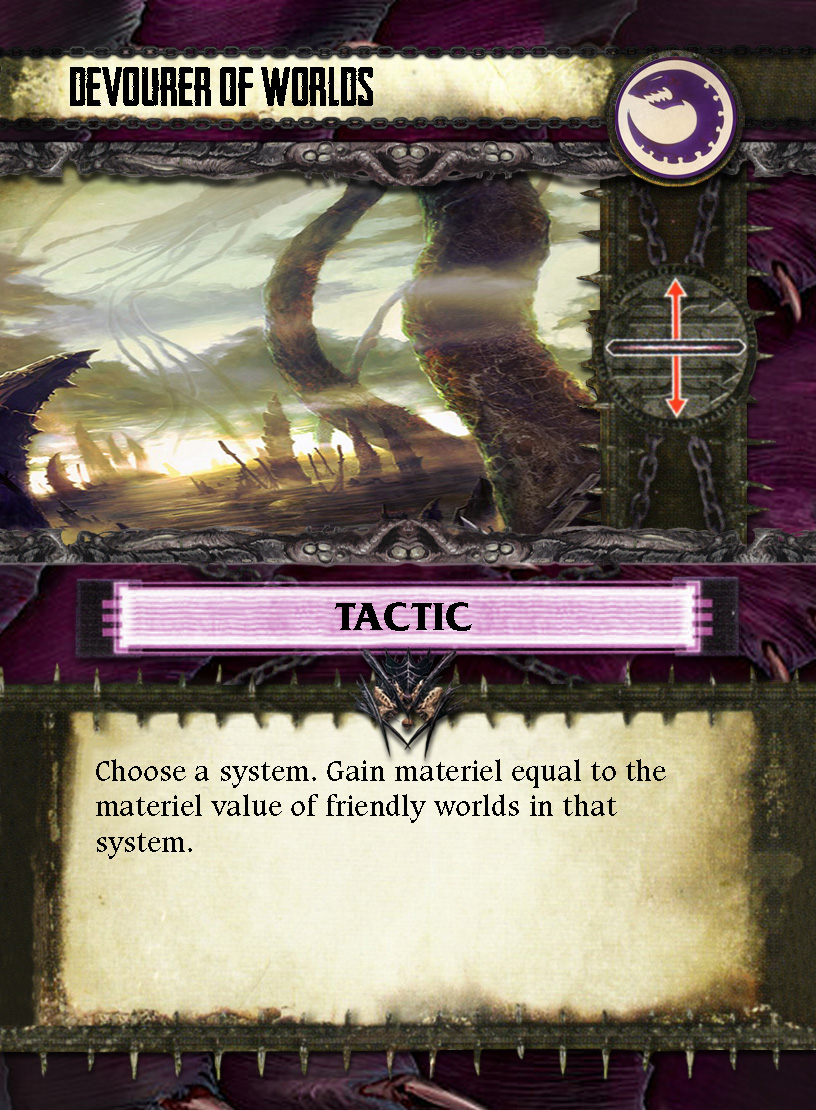 DEVOURER OF WORLDS
TACTIC
Choose a system. Gain materiel equal to the
materiel value of friendly worlds in that
system.